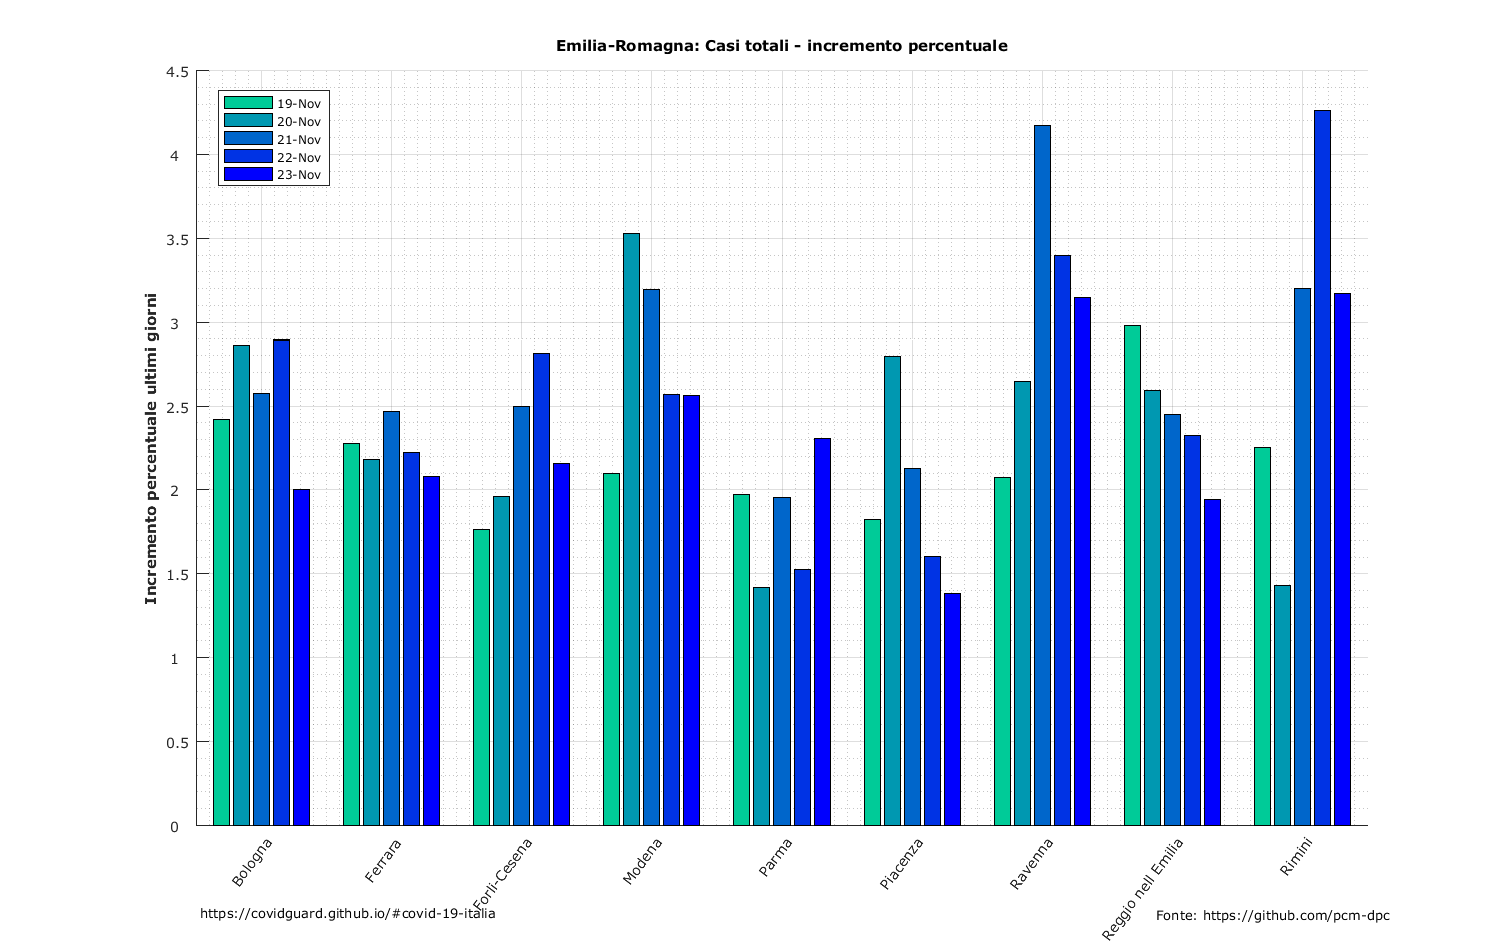 Emilia-Romagna: Casi totali - incremento percentuale
4.5
4
3.5
3
2.5
2
1.5
1
0.5
0
Incremento percentuale ultimi giorni
19-Nov
20-Nov
21-Nov
22-Nov
23-Nov
Bologna
Ferrara
Forlì-Cesena
Modena
Parma
Piacenza
Ravenna
Reggio nell Emilia
Rimini
https://covidguard.github.io/#covid-19-italia
Fonte: https://github.com/pcm-dpc